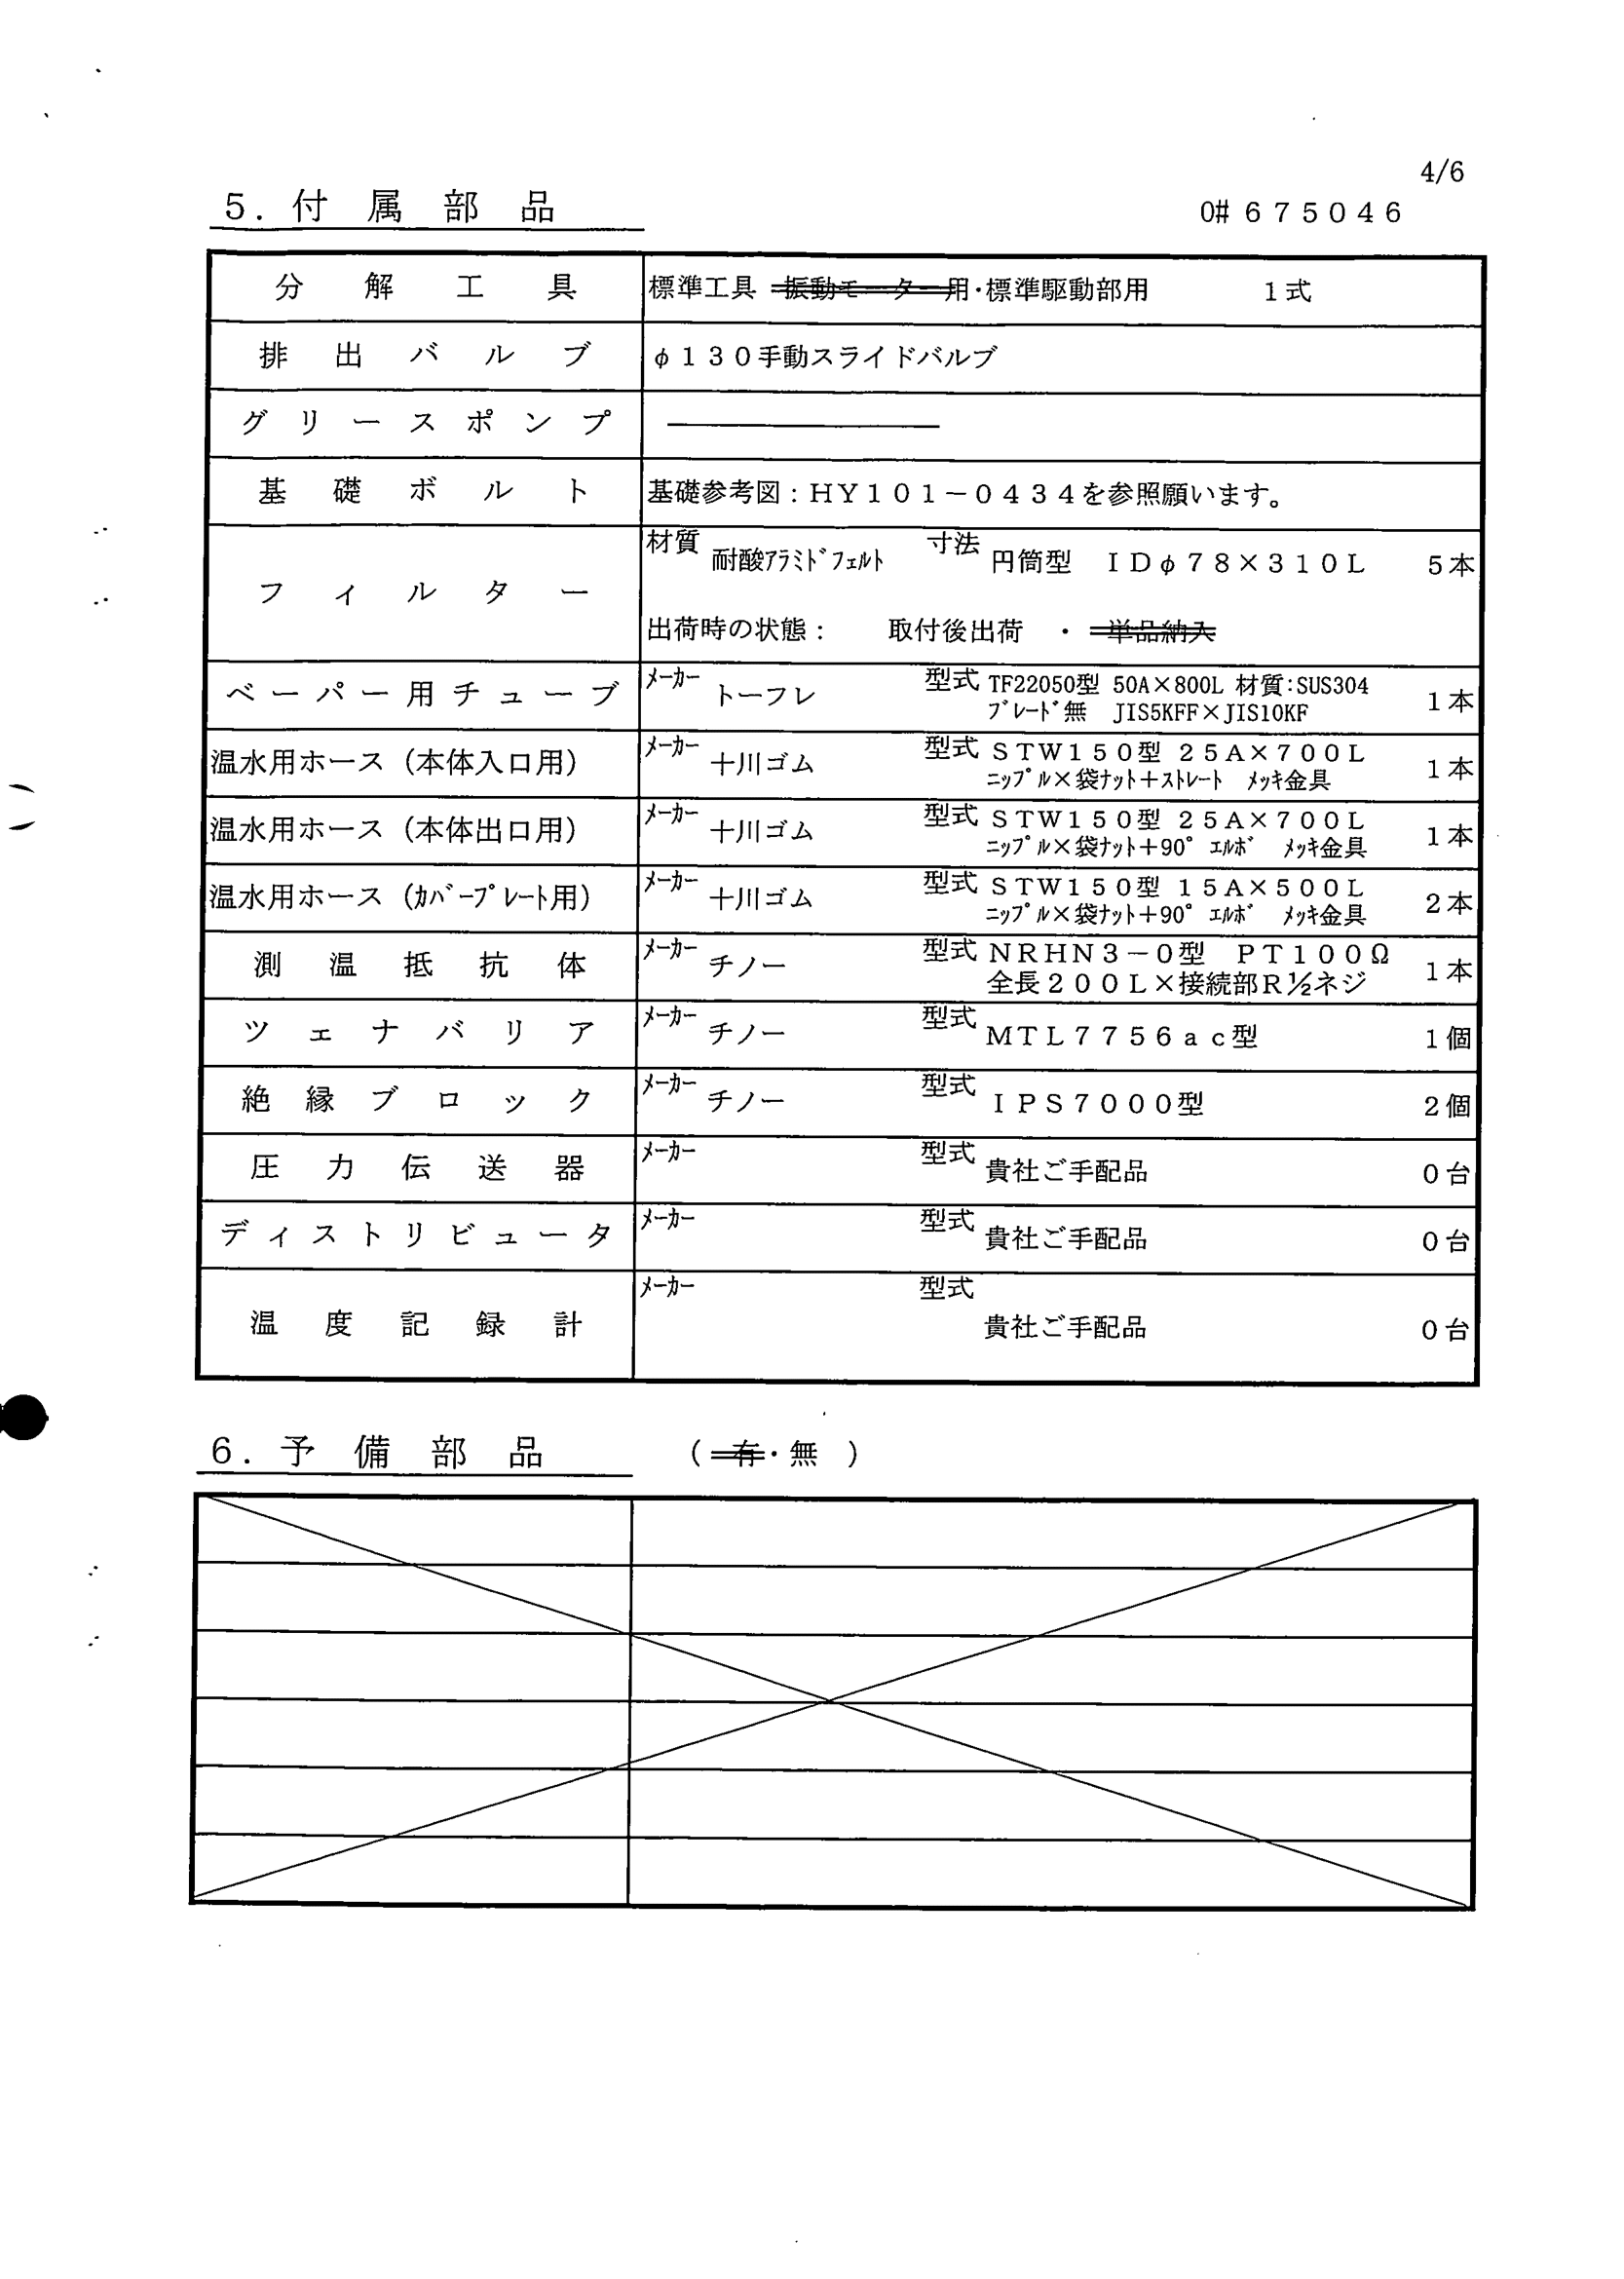 4/6
5．付属部品
O# 675046
分解工具 標準工具 振動モーター用・標準駆動部用 1式
排出バルブ φ130手動スライドバルブ
グリースポンプ
基礎ボルト 基礎参考図：HY101－0434を参照願います。
フィルター 材質 耐酸ｱﾗﾐﾄﾞﾌｪﾙﾄ 寸法 円筒型 IDφ78×310L 5本
出荷時の状態： 取付後出荷 ・ 単品納入
ベーパー用チューブ ﾒｰｶｰ トーフレ 型式 TF22050型 50A×800L 材質:SUS304 1本
ﾌﾞﾚｰﾄﾞ無 JIS5KFF×JIS10KF
温水用ホース（本体入口用） ﾒｰｶｰ 十川ゴム 型式 STW150型 25A×700L 1本
ﾆｯﾌﾟﾙ×袋ﾅｯﾄ＋ｽﾄﾚｰﾄ ﾒｯｷ金具
温水用ホース（本体出口用） ﾒｰｶｰ 十川ゴム 型式 STW150型 25A×700L 1本
ﾆｯﾌﾟﾙ×袋ﾅｯﾄ＋90° ｴﾙﾎﾞ ﾒｯｷ金具
温水用ホース（ｶﾊﾞｰﾌﾟﾚｰﾄ用） ﾒｰｶｰ 十川ゴム 型式 STW150型 15A×500L 2本
ﾆｯﾌﾟﾙ×袋ﾅｯﾄ＋90° ｴﾙﾎﾞ ﾒｯｷ金具
測温抵抗体 ﾒｰｶｰ チノー 型式 NRHN3－0型 PT100Ω 1本
全長200L×接続部R½ネジ
ツェナバリア ﾒｰｶｰ チノー 型式 MTL7756ac型 1個
絶縁ブロック ﾒｰｶｰ チノー 型式 IPS7000型 2個
圧力伝送器 ﾒｰｶｰ 型式 貴社ご手配品 0台
ディストリビュータ ﾒｰｶｰ 型式 貴社ご手配品 0台
温度記録計 ﾒｰｶｰ 型式 貴社ご手配品 0台
6．予備部品 （ 有・無 ）